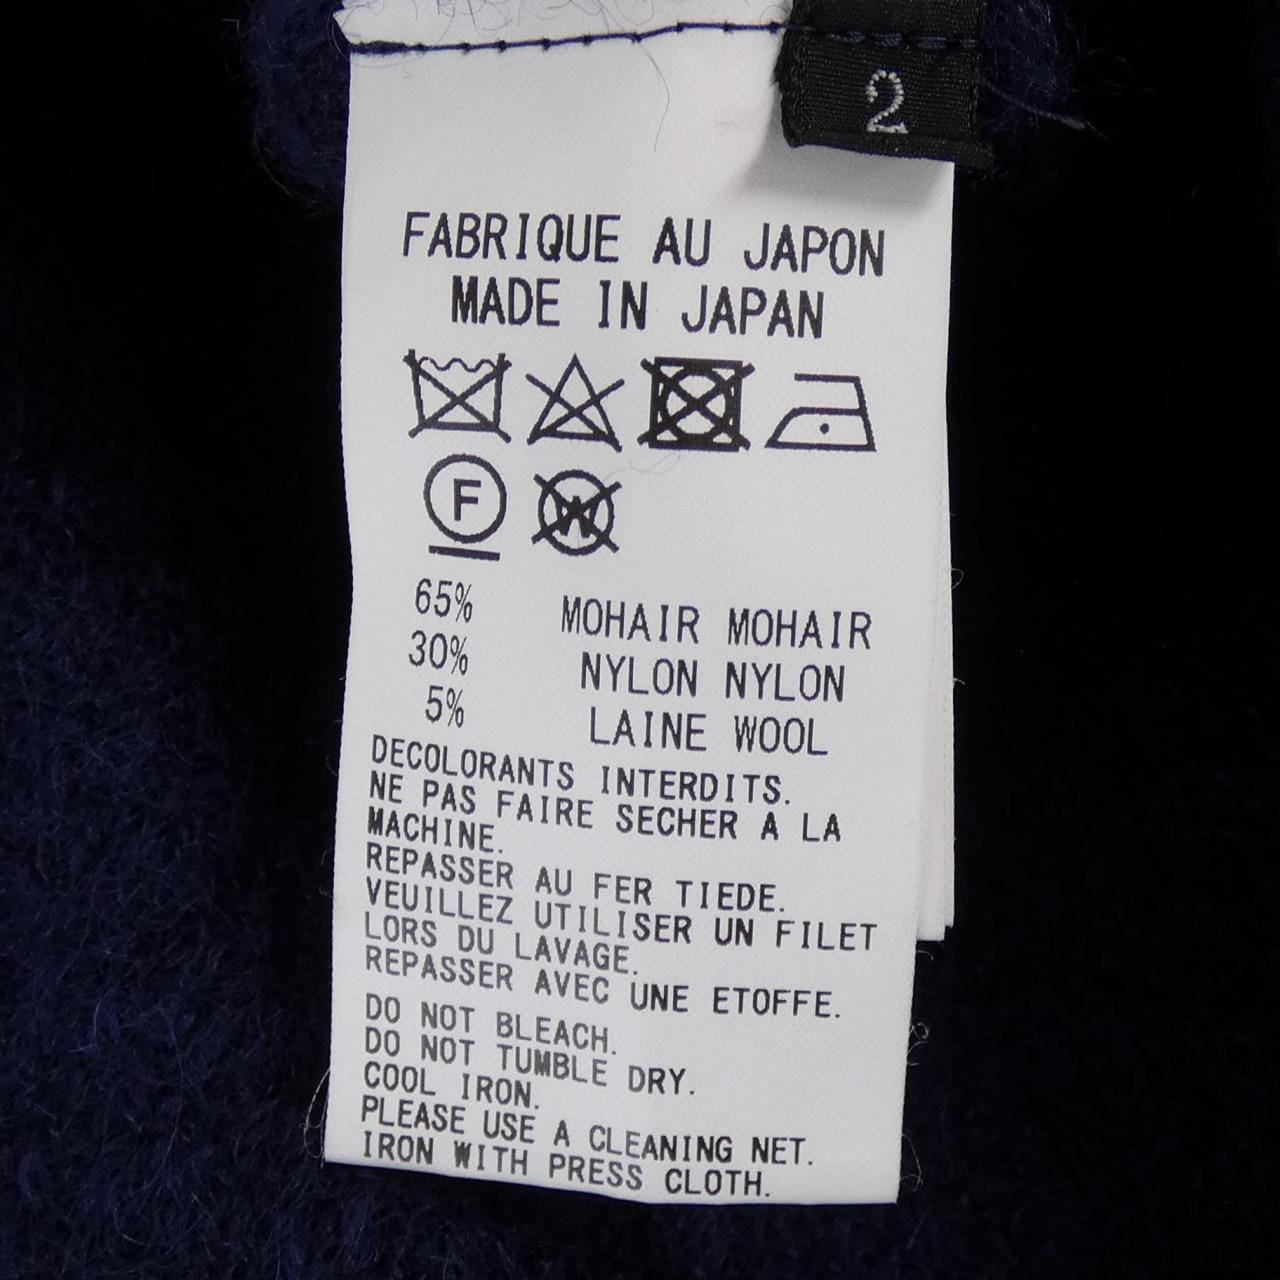 2
FABRIQUE AU JAPON
MADE IN JAPAN
F W
65% MOHAIR MOHAIR
30% NYLON NYLON
5% LAINE WOOL
DECOLORANTS INTERDITS.
NE PAS FAIRE SECHER A LA
MACHINE.
REPASSER AU FER TIEDE.
VEUILLEZ UTILISER UN FILET
LORS DU LAVAGE.
REPASSER AVEC UNE ETOFFE.
DO NOT BLEACH.
DO NOT TUMBLE DRY.
COOL IRON.
PLEASE USE A CLEANING NET.
IRON WITH PRESS CLOTH.